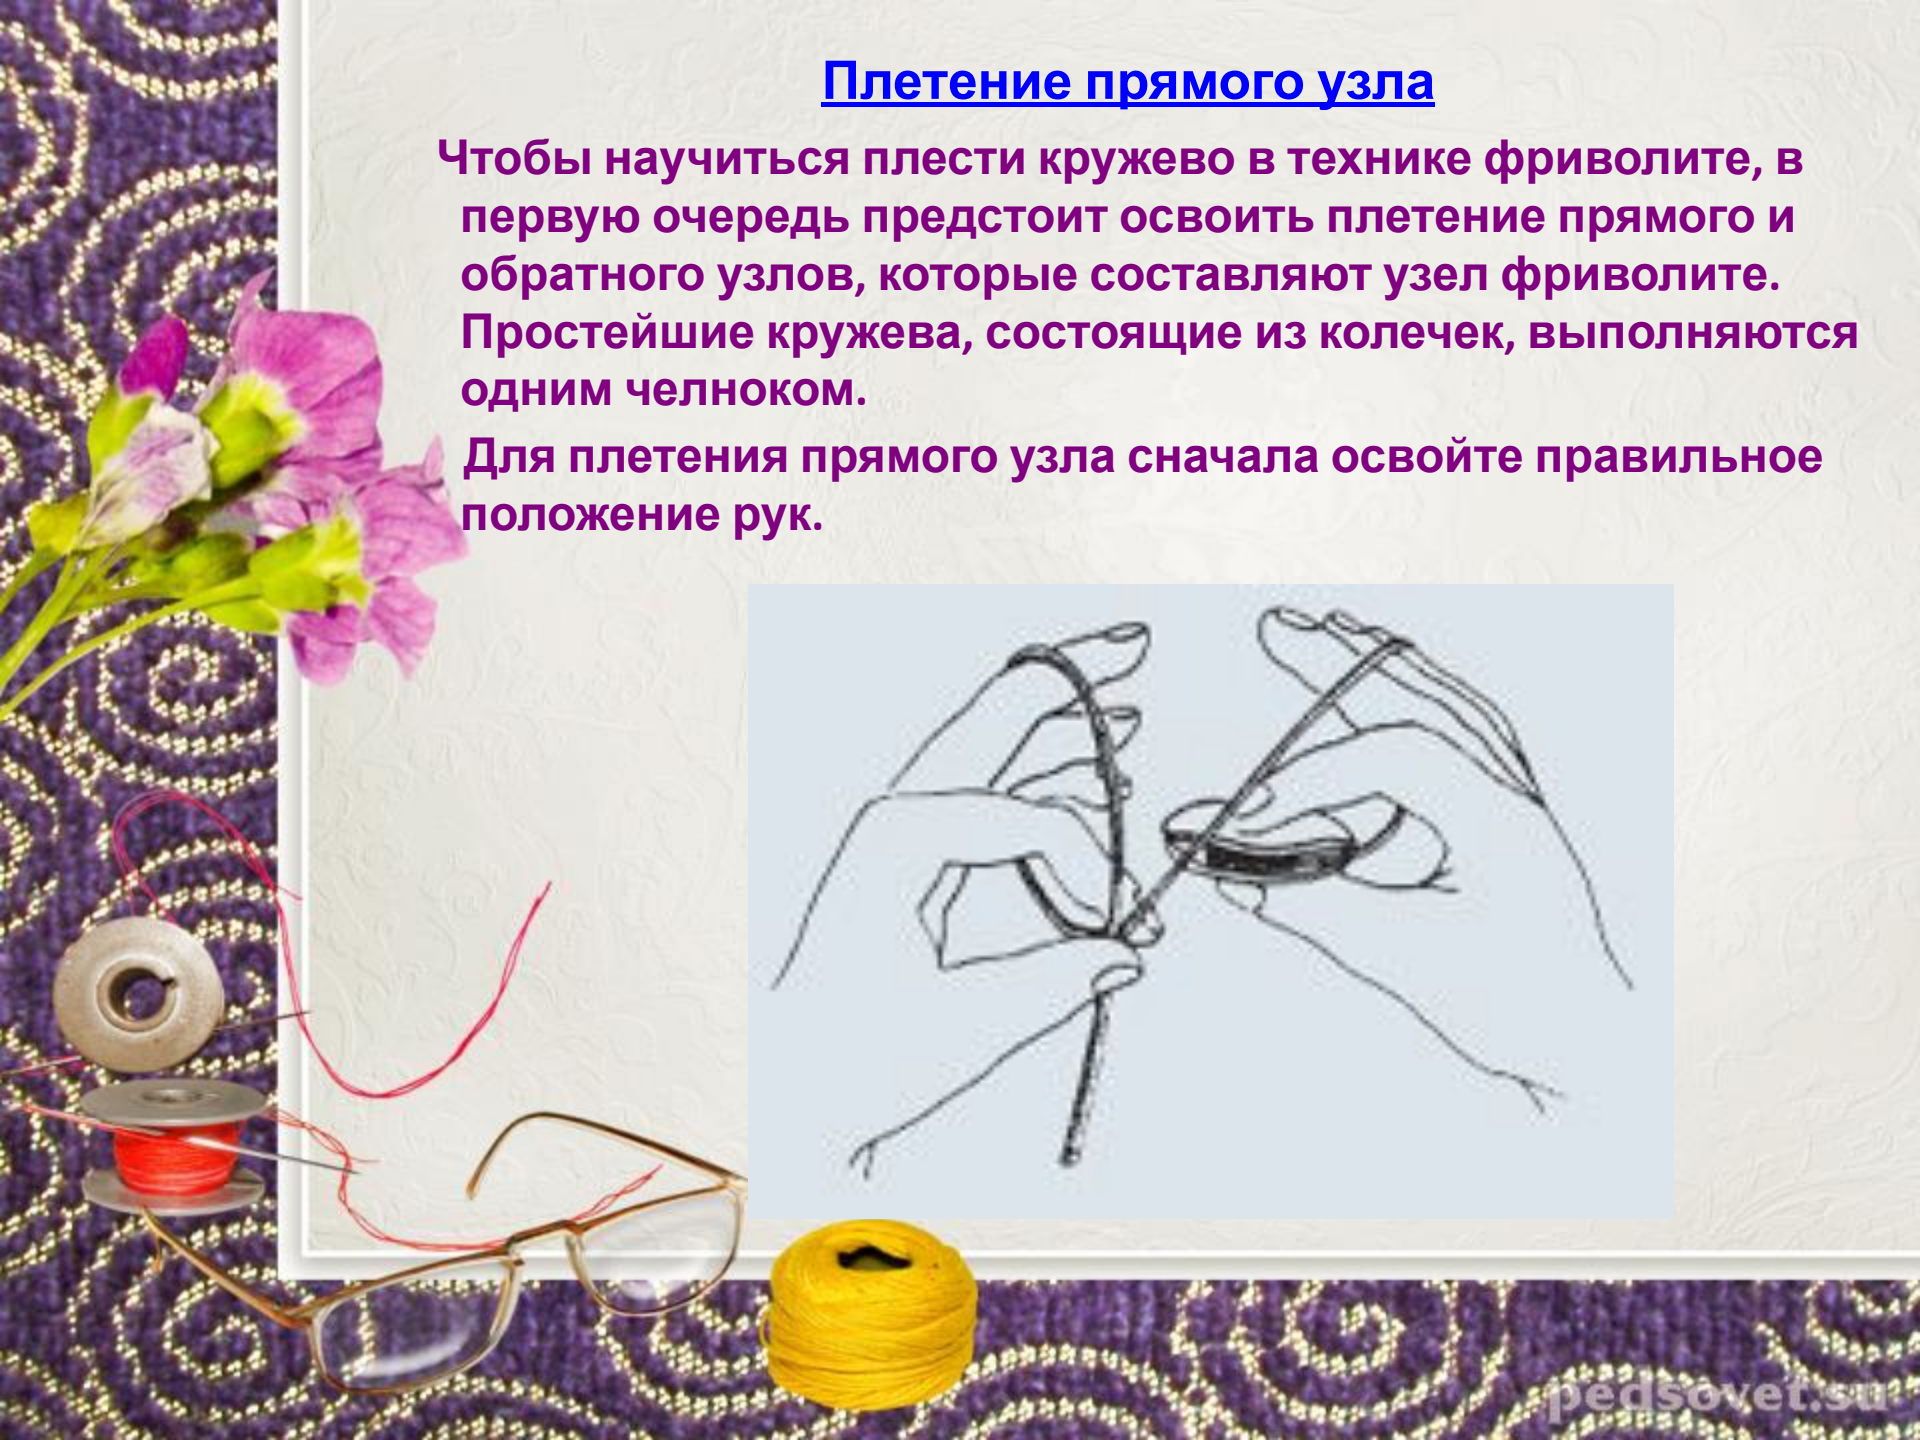 Плетение прямого узла
Чтобы научиться плести кружево в технике фриволите, в
первую очередь предстоит освоить плетение прямого и
обратного узлов, которые составляют узел фриволите.
Простейшие кружева, состоящие из колечек, выполняются
одним челноком.
Для плетения прямого узла сначала освойте правильное
положение рук.
pedsovet.su